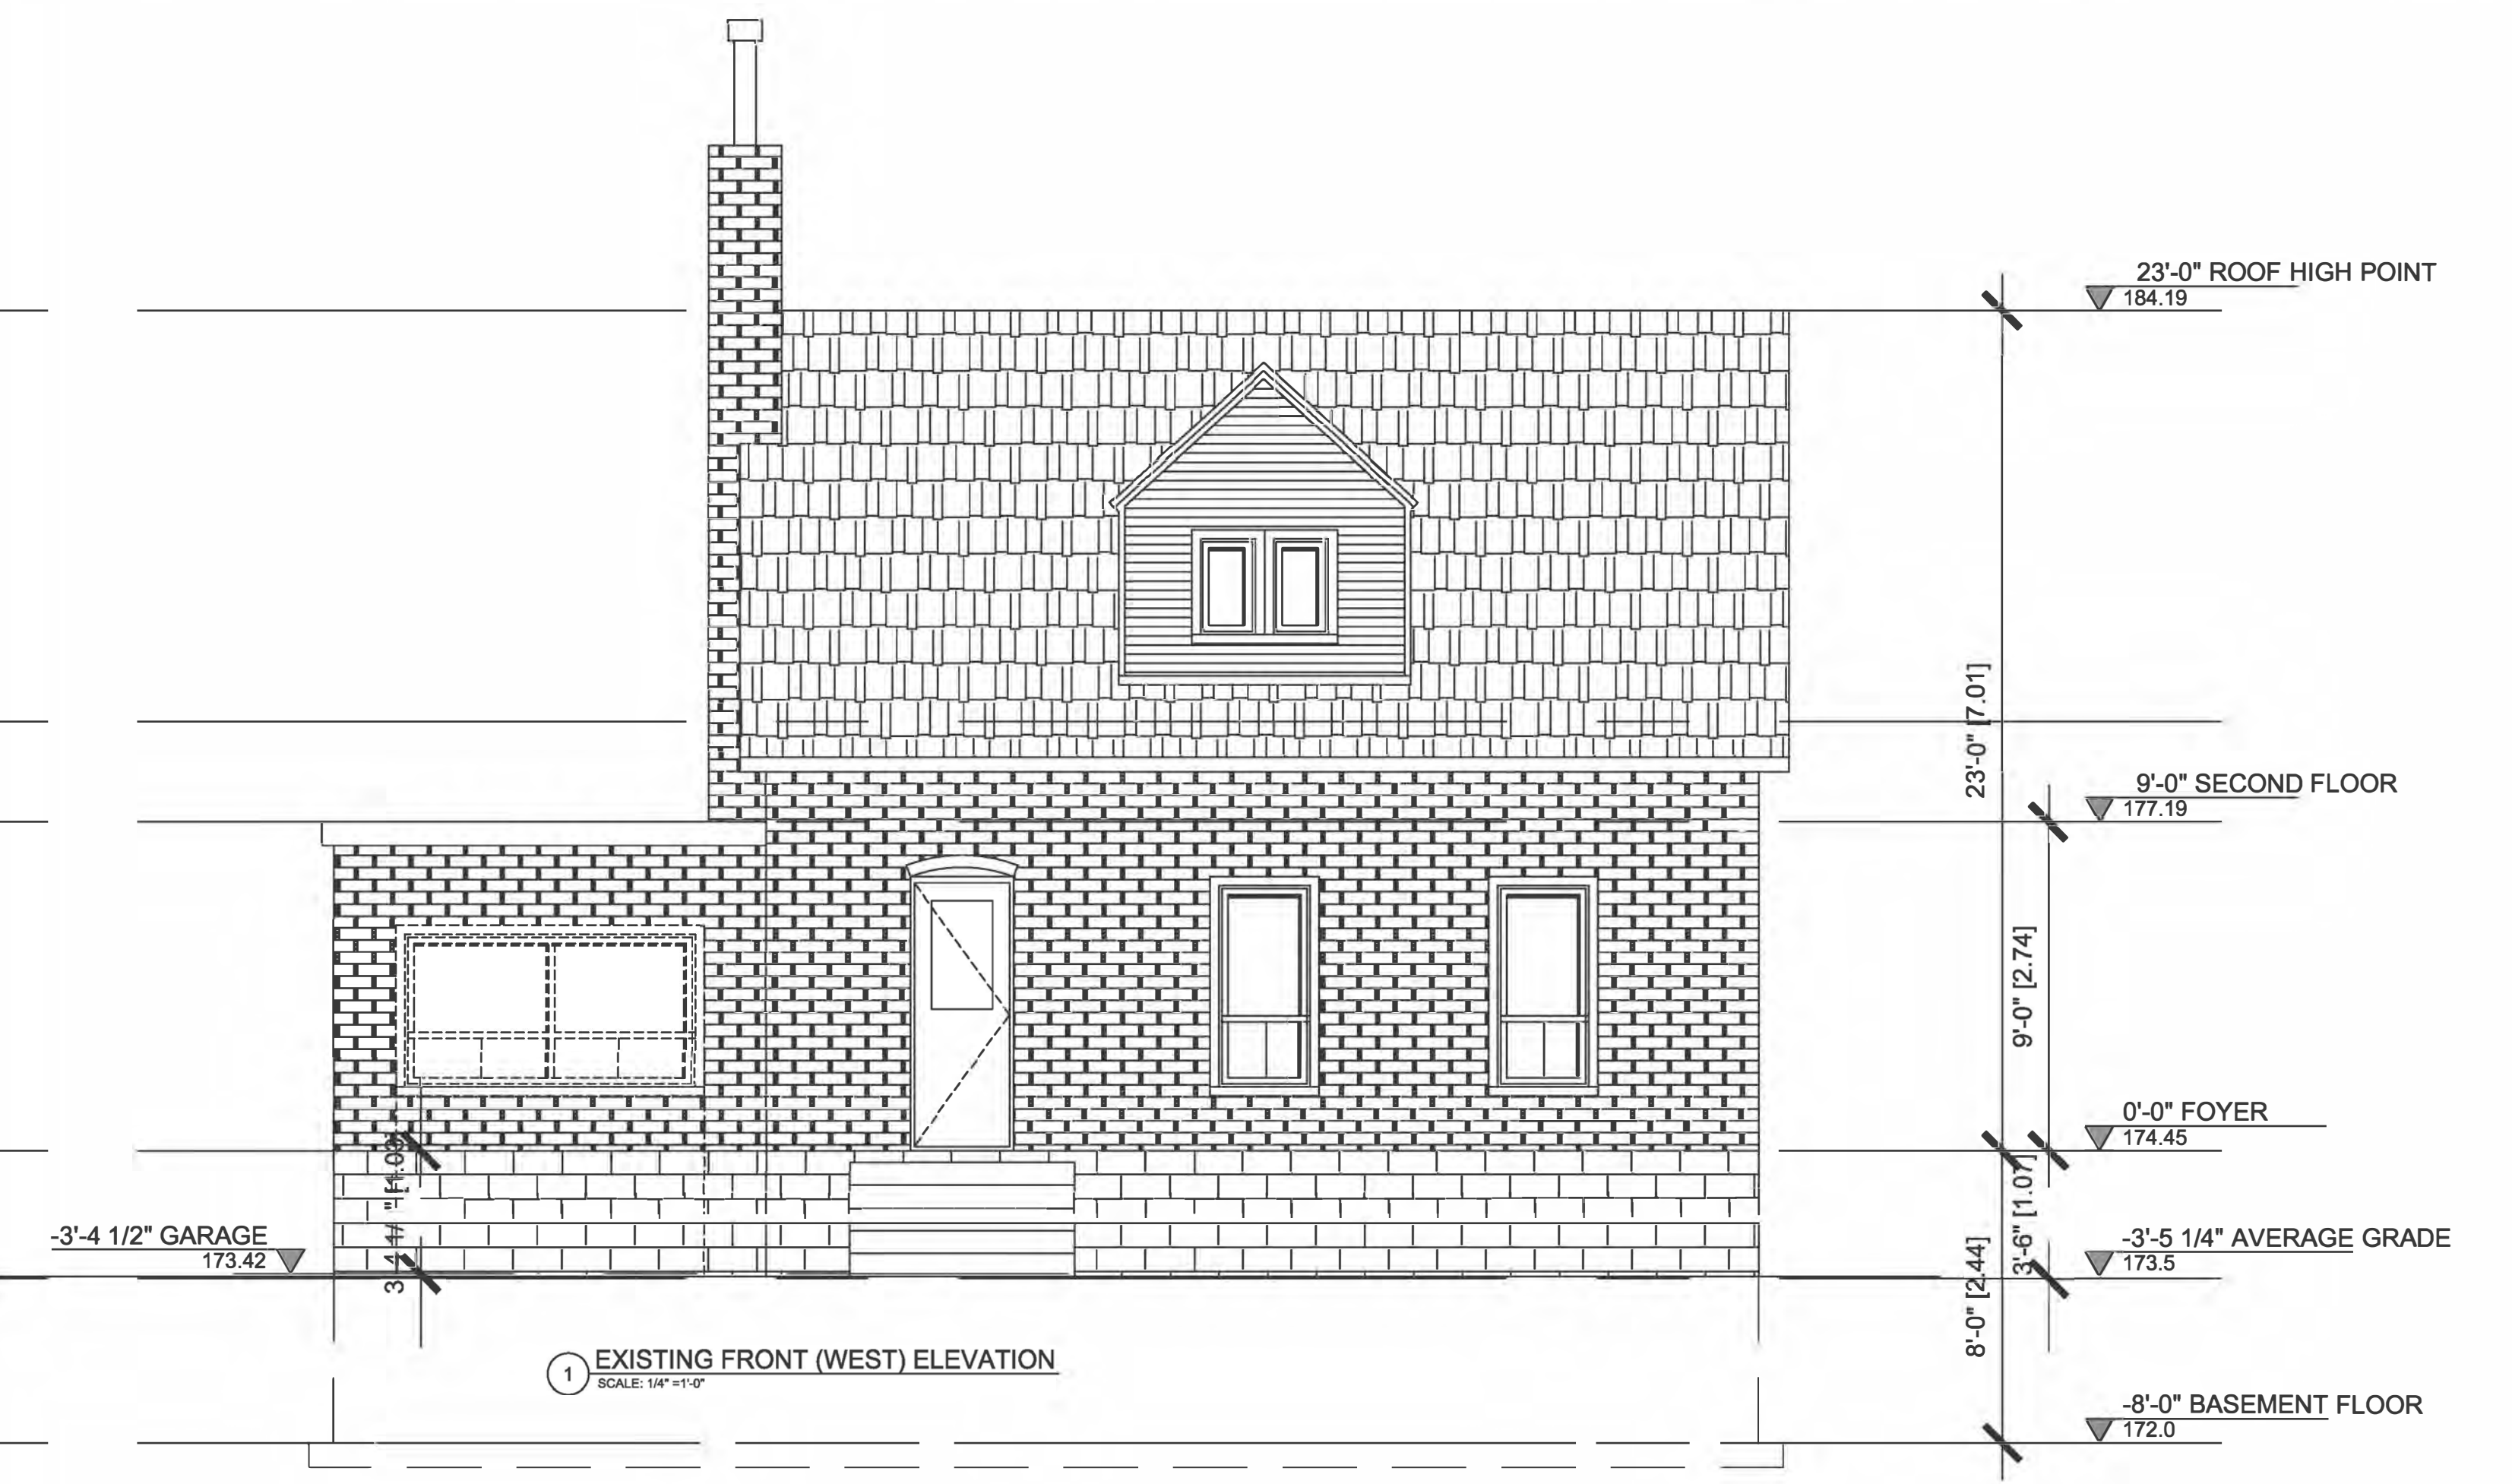 23'-0" ROOF HIGH POINT
184.19
23'-0" [7.01]
9'-0" SECOND FLOOR
177.19
9'-0" [2.74]
0'-0" FOYER
174.45
3'-6" [1.07]
-3'-4 1/2" GARAGE
173.42
[1.03]
-3'-5 1/4" AVERAGE GRADE
173.5
8'-0" [2.44]
1
EXISTING FRONT (WEST) ELEVATION
SCALE: 1/4" =1'-0"
-8'-0" BASEMENT FLOOR
172.0